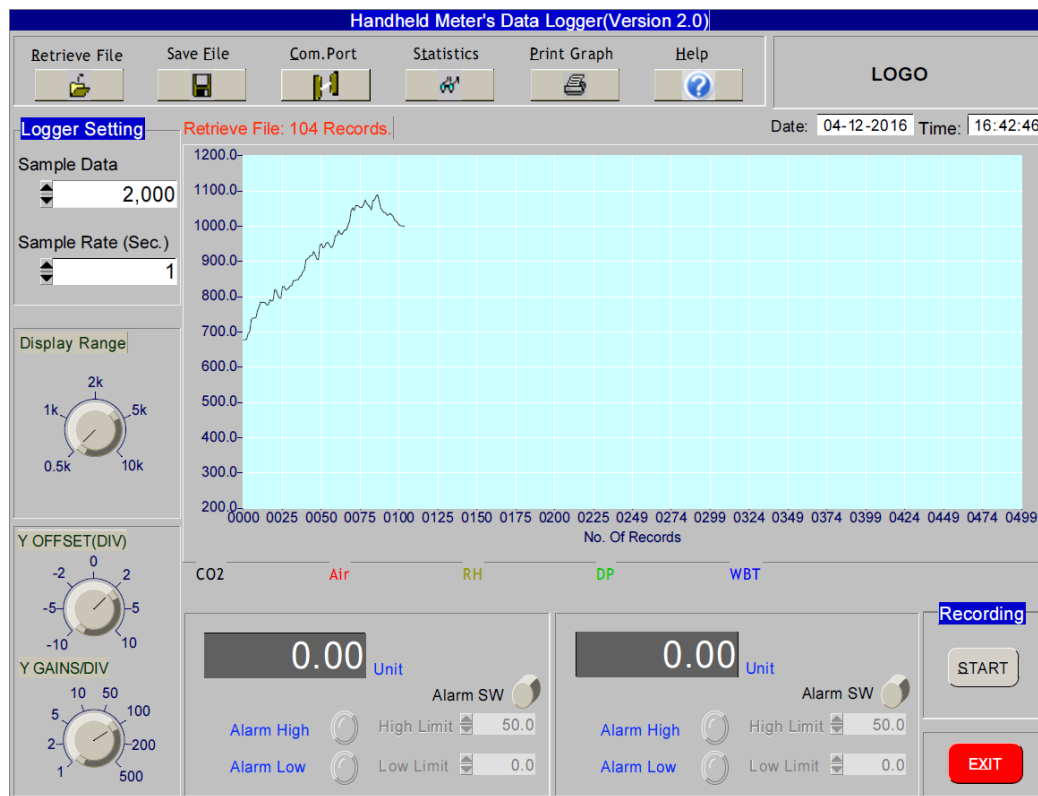 Handheld Meter's Data Logger(Version 2.0)
Retrieve File
Save File
Com.Port
Statistics
Print Graph
Help
LOGO
Logger Setting
Retrieve File: 104 Records.
Date: 04-12-2016 Time: 16:42:46
Sample Data
2,000
Sample Rate (Sec.)
1
1200.0
1100.0
1000.0
900.0
800.0
700.0
600.0
500.0
400.0
300.0
200.0
0000 0025 0050 0075 0100 0125 0150 0175 0200 0225 0249 0274 0299 0324 0349 0374 0399 0424 0449 0474 0499
No. Of Records
Display Range
2k
1k 5k
0.5k 10k
Y OFFSET(DIV)
0
-2 2
-5 -5
-10 10
Y GAINS/DIV
10 50
5 100
2 200
1 500
CO2 Air RH DP WBT
0.00 Unit
Alarm SW
Alarm High High Limit 50.0
Alarm Low Low Limit 0.0
0.00 Unit
Alarm SW
Alarm High High Limit 50.0
Alarm Low Low Limit 0.0
Recording
START
EXIT